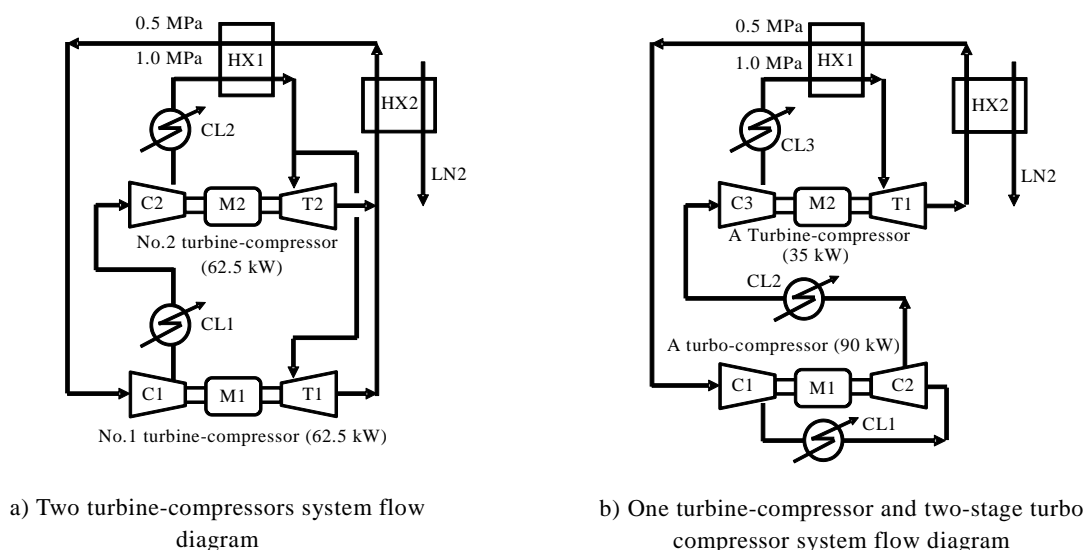 0.5 MPa
1.0 MPa
HX1
HX2
CL2
LN2
C2
M2
T2
No.2 turbine-compressor
(62.5 kW)
CL1
C1
M1
T1
No.1 turbine-compressor (62.5 kW)
a) Two turbine-compressors system flow
diagram
0.5 MPa
1.0 MPa
HX1
HX2
CL3
LN2
C3
M2
T1
A Turbine-compressor
(35 kW)
CL2
A turbo-compressor (90 kW)
C1
M1
C2
CL1
b) One turbine-compressor and two-stage turbo
compressor system flow diagram